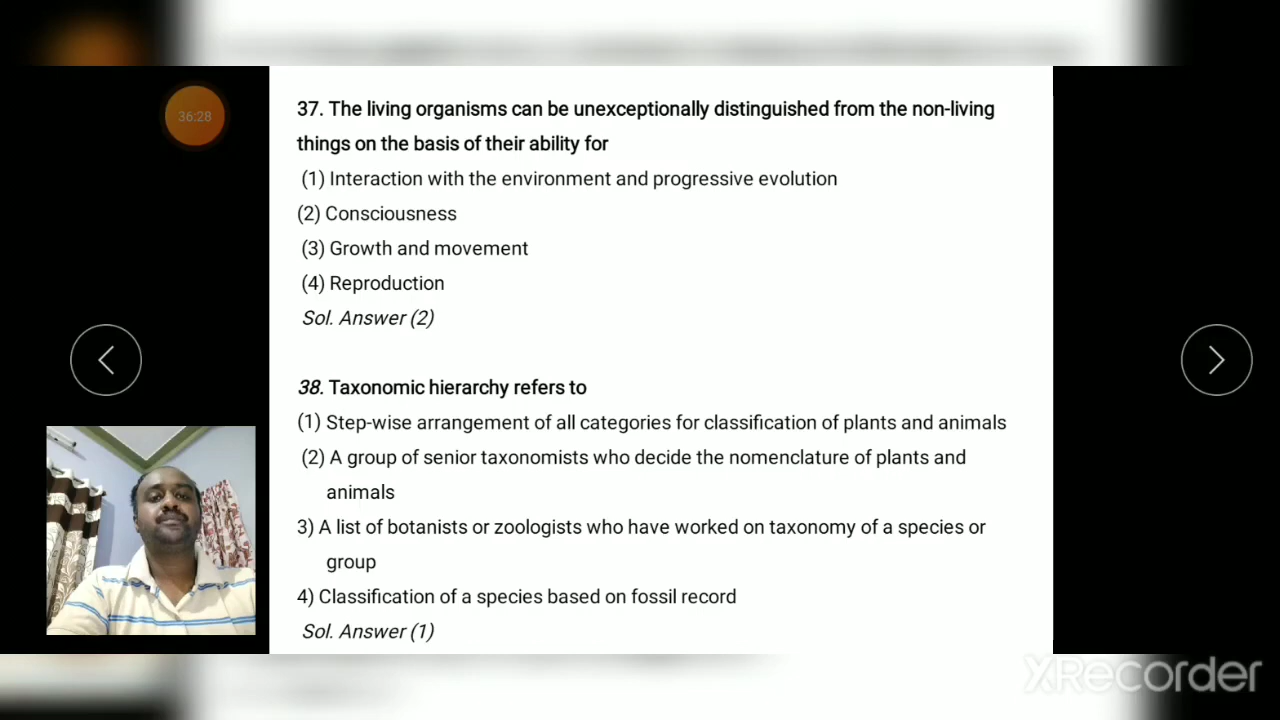 36:28
37. The living organisms can be unexceptionally distinguished from the non-living
things on the basis of their ability for
(1) Interaction with the environment and progressive evolution
(2) Consciousness
(3) Growth and movement
(4) Reproduction
Sol. Answer (2)
38. Taxonomic hierarchy refers to
(1) Step-wise arrangement of all categories for classification of plants and animals
(2) A group of senior taxonomists who decide the nomenclature of plants and
animals
3) A list of botanists or zoologists who have worked on taxonomy of a species or
group
4) Classification of a species based on fossil record
Sol. Answer (1)
XRecorder